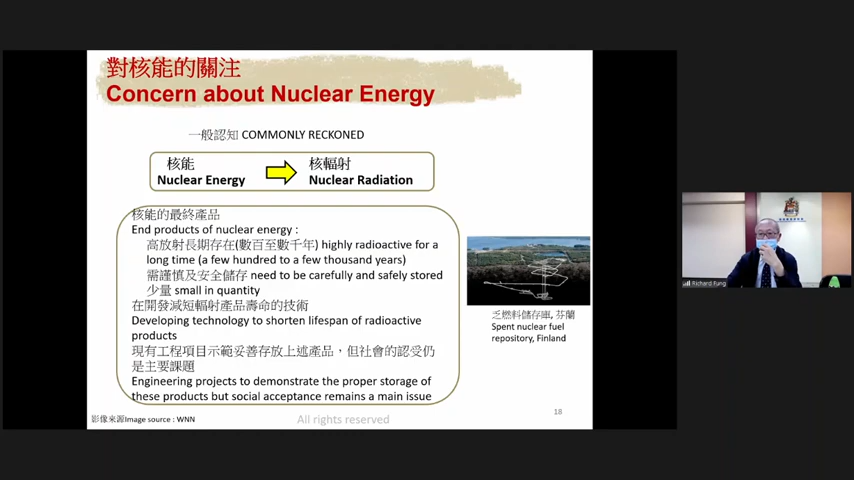 對核能的關注
Concern about Nuclear Energy
一般認知 COMMONLY RECKONED
核能
Nuclear Energy
核輻射
Nuclear Radiation
核能的最終產品
End products of nuclear energy :
高放射長期存在(數百至數千年) highly radioactive for a
long time (a few hundred to a few thousand years)
需謹慎及安全儲存 need to be carefully and safely stored
少量 small in quantity
在開發減短輻射產品壽命的技術
Developing technology to shorten lifespan of radioactive
products
現有工程項目示範妥善存放上述產品，但社會的認受仍
是主要課題
Engineering projects to demonstrate the proper storage of
these products but social acceptance remains a main issue
乏燃料儲存庫, 芬蘭
Spent nuclear fuel
repository, Finland
影像來源Image source : WNN
All rights reserved
18
Richard Fung